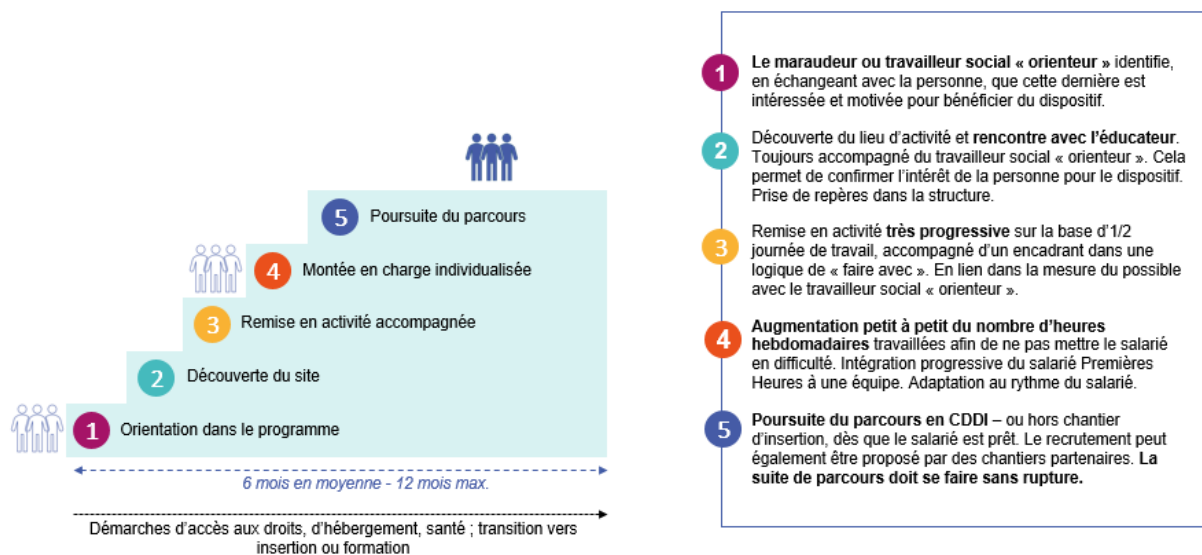 5
Poursuite du parcours
4
Montée en charge individualisée
3
Remise en activité accompagnée
2
Découverte du site
1
Orientation dans le programme
6 mois en moyenne - 12 mois max.
Démarches d'accès aux droits, d'hébergement, santé ; transition vers
insertion ou formation
1
Le maraudeur ou travailleur social « orienteur » identifie,
en échangeant avec la personne, que cette dernière est
intéressée et motivée pour bénéficier du dispositif.
2
Découverte du lieu d'activité et rencontre avec l'éducateur.
Toujours accompagné du travailleur social « orienteur ». Cela
permet de confirmer l'intérêt de la personne pour le dispositif.
Prise de repères dans la structure.
3
Remise en activité très progressive sur la base d'1/2
journée de travail, accompagné d'un encadrant dans une
logique de « faire avec ». En lien dans la mesure du possible
avec le travailleur social « orienteur ».
4
Augmentation petit à petit du nombre d'heures
hebdomadaires travaillées afin de ne pas mettre le salarié
en difficulté. Intégration progressive du salarié Premières
Heures à une équipe. Adaptation au rythme du salarié.
5
Poursuite du parcours en CDDI – ou hors chantier
d'insertion, dès que le salarié est prêt. Le recrutement peut
également être proposé par des chantiers partenaires. La
suite de parcours doit se faire sans rupture.